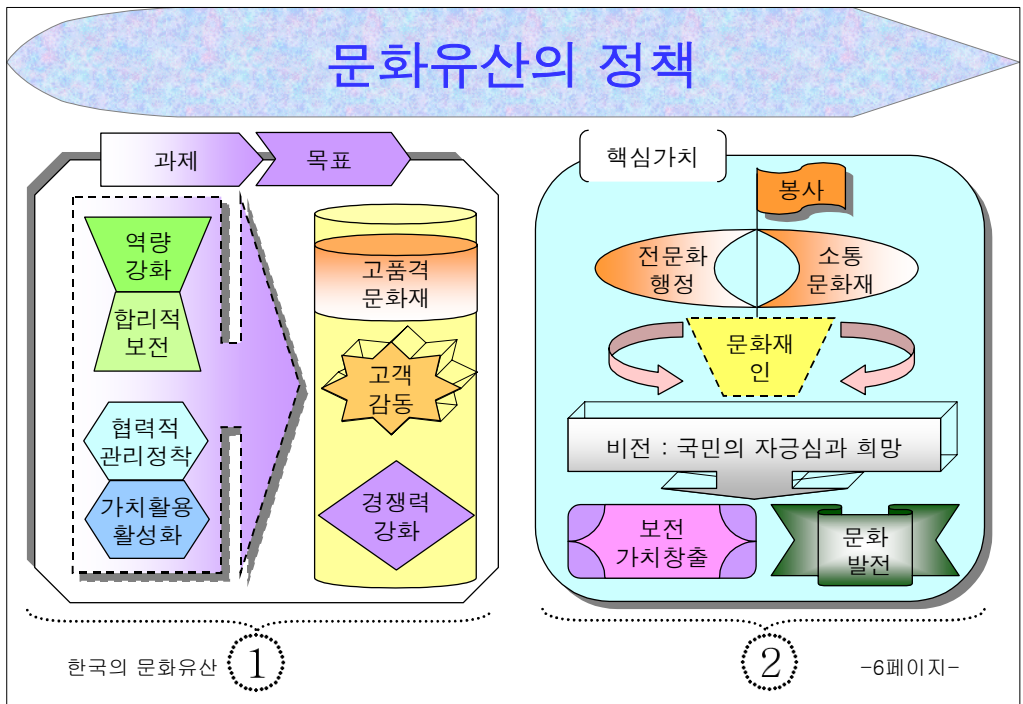 문화유산의 정책
과제
목표
역량
강화
합리적
보전
협력적
관리정착
가치활용
활성화
고품격
문화재
고객
감동
경쟁력
강화
핵심가치
봉사
전문화
행정
소통
문화재
문화재
인
비전 : 국민의 자긍심과 희망
보전
가치창출
문화
발전
한국의 문화유산
1
2
-6페이지-